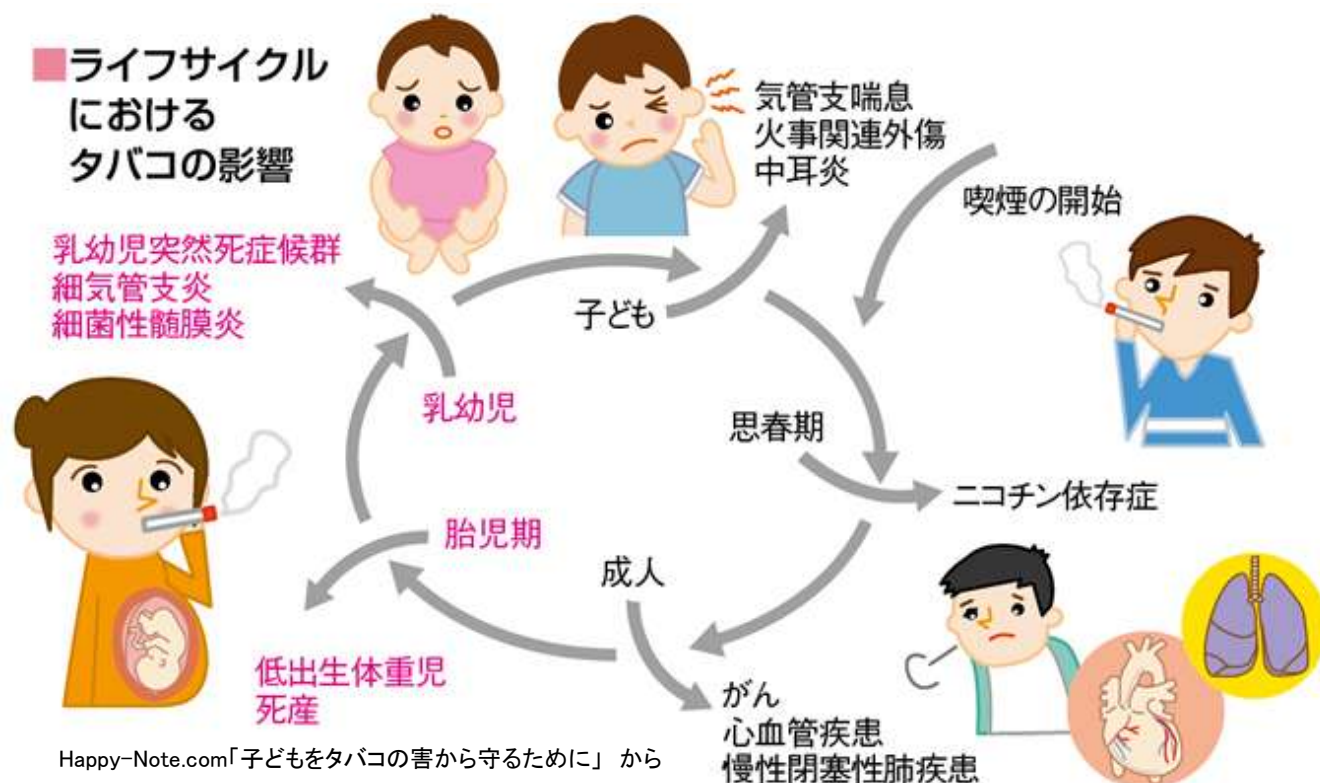 ■ライフサイクル
における
タバコの影響
気管支喘息
火事関連外傷
中耳炎
喫煙の開始
乳幼児突然死症候群
細気管支炎
細菌性髄膜炎
子ども
乳幼児
思春期
ニコチン依存症
胎児期
成人
低出生体重児
死産
がん
心血管疾患
慢性閉塞性肺疾患
Happy-Note.com「子どもをタバコの害から守るために」 から